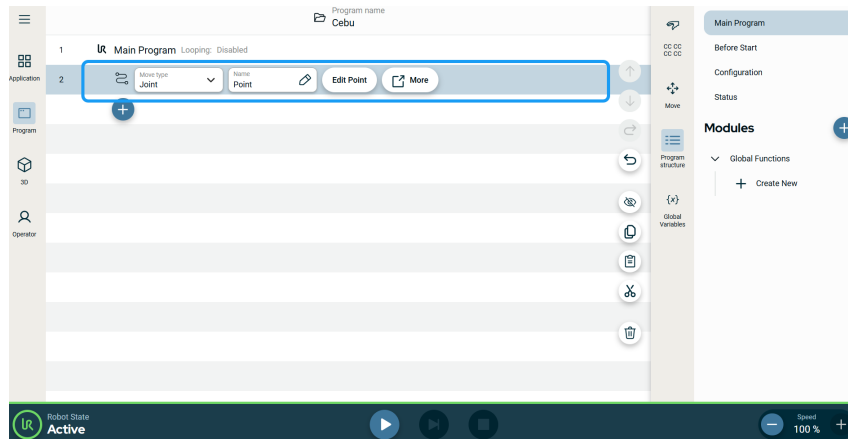 Program name
Cebu
1 Main Program Looping: Disabled
2 Move type Joint Name Point Edit Point More
Application
Program
3D
Operator
CC CC
CC CC
Move
Program structure
{x}
Global Variables
Main Program
Before Start
Configuration
Status
Modules
Global Functions
Create New
UR
Robot State
Active
Speed
100 %